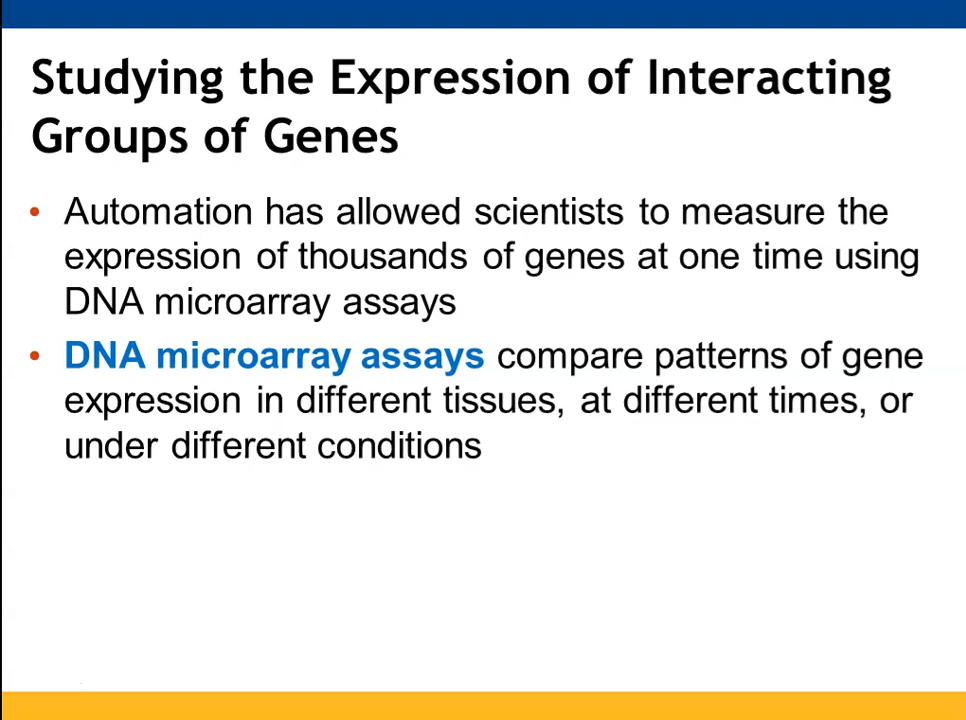 Studying the Expression of Interacting
Groups of Genes
• Automation has allowed scientists to measure the
expression of thousands of genes at one time using
DNA microarray assays
• DNA microarray assays compare patterns of gene
expression in different tissues, at different times, or
under different conditions